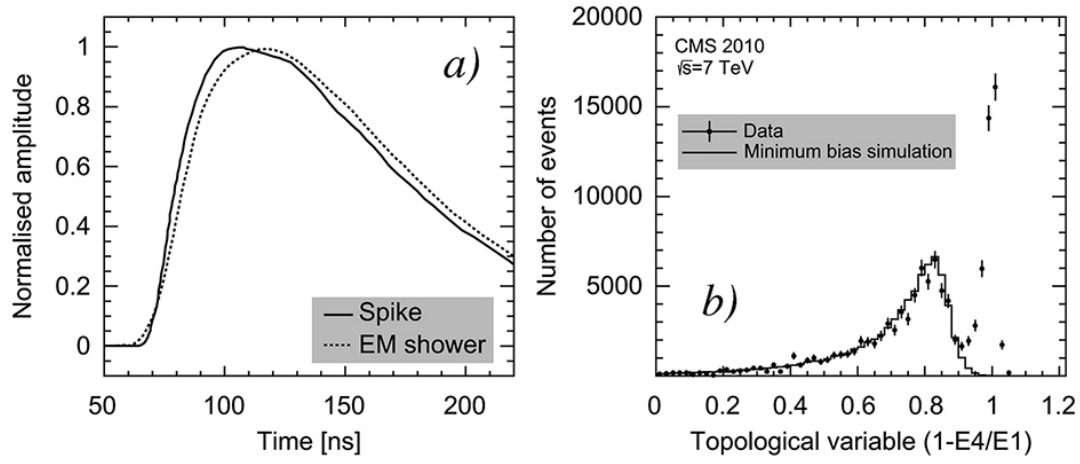 1
0.8
0.6
0.4
0.2
0
50
100
150
200
Normalised amplitude
Time [ns]
a)
Spike
EM shower
20000
15000
10000
5000
0
0.2
0.4
0.6
0.8
1
1.2
Number of events
Topological variable (1-E4/E1)
CMS 2010
√s=7 TeV
Data
Minimum bias simulation
b)